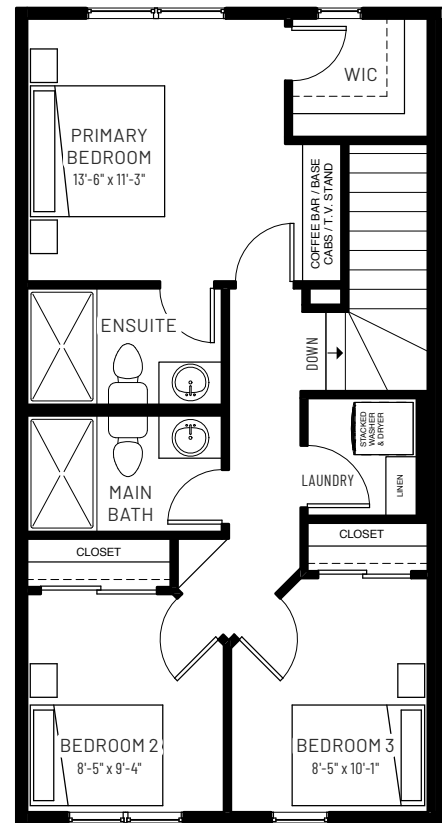 WIC
PRIMARY
BEDROOM
13'-6" x 11'-3"
COFFEE BAR / BASE
CABS / T.V. STAND
ENSUITE
DOWN
STACKED
WASHER
& DRYER
LAUNDRY
LINEN
MAIN
BATH
CLOSET
CLOSET
BEDROOM 2
8'-5" x 9'-4"
BEDROOM 3
8'-5" x 10'-1"